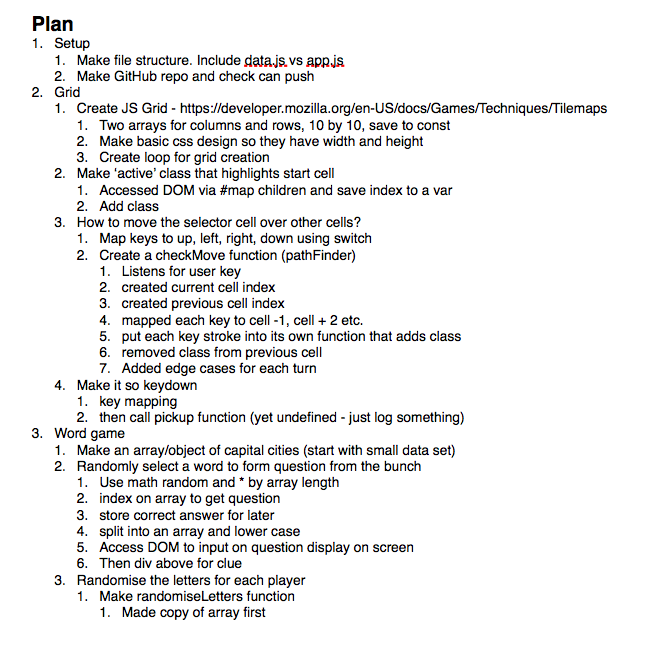 Plan
1. Setup
1. Make file structure. Include data.js vs app.js
2. Make GitHub repo and check can push
2. Grid
1. Create JS Grid - https://developer.mozilla.org/en-US/docs/Games/Techniques/Tilemaps
1. Two arrays for columns and rows, 10 by 10, save to const
2. Make basic css design so they have width and height
3. Create loop for grid creation
2. Make ‘active’ class that highlights start cell
1. Accessed DOM via #map children and save index to a var
2. Add class
3. How to move the selector cell over other cells?
1. Map keys to up, left, right, down using switch
2. Create a checkMove function (pathFinder)
1. Listens for user key
2. created current cell index
3. created previous cell index
4. mapped each key to cell -1, cell + 2 etc.
5. put each key stroke into its own function that adds class
6. removed class from previous cell
7. Added edge cases for each turn
4. Make it so keydown
1. key mapping
2. then call pickup function (yet undefined - just log something)
3. Word game
1. Make an array/object of capital cities (start with small data set)
2. Randomly select a word to form question from the bunch
1. Use math random and * by array length
2. index on array to get question
3. store correct answer for later
4. split into an array and lower case
5. Access DOM to input on question display on screen
6. Then div above for clue
3. Randomise the letters for each player
1. Make randomiseLetters function
1. Made copy of array first